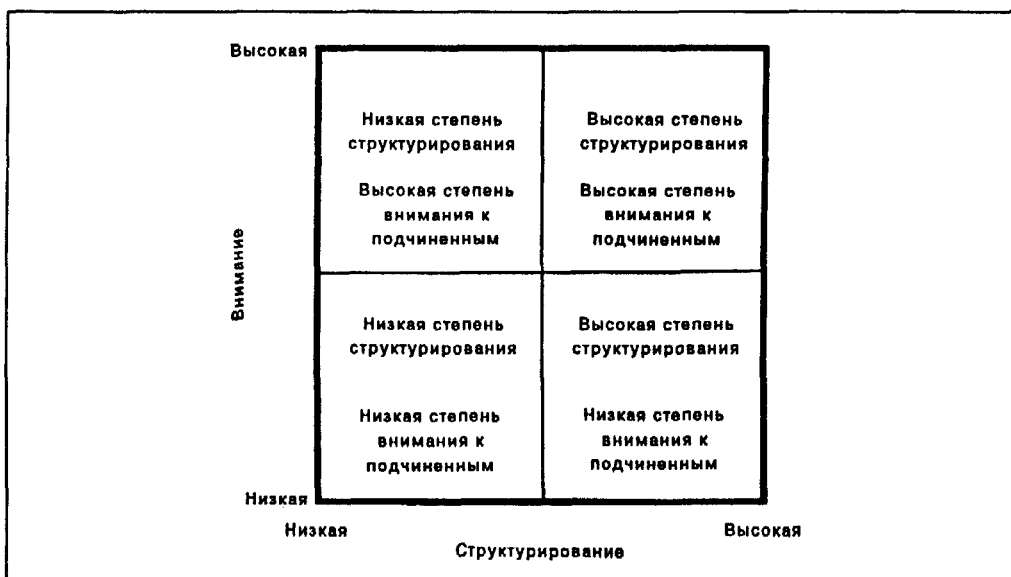 Высокая
Низкая степень
структурирования
Высокая степень
внимания к
подчиненным
Высокая степень
структурирования
Высокая степень
внимания к
подчиненным
Внимание
Низкая степень
структурирования
Низкая степень
внимания к
подчиненным
Высокая степень
структурирования
Низкая степень
внимания к
подчиненным
Низкая
Низкая
Высокая
Структурирование